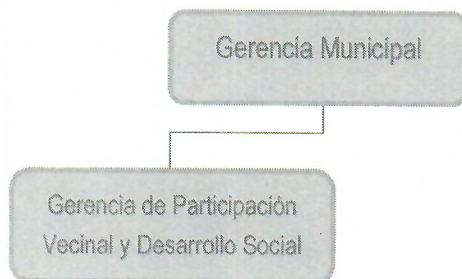 Gerencia Municipal
Gerencia de Participación
Vecinal y Desarrollo Social